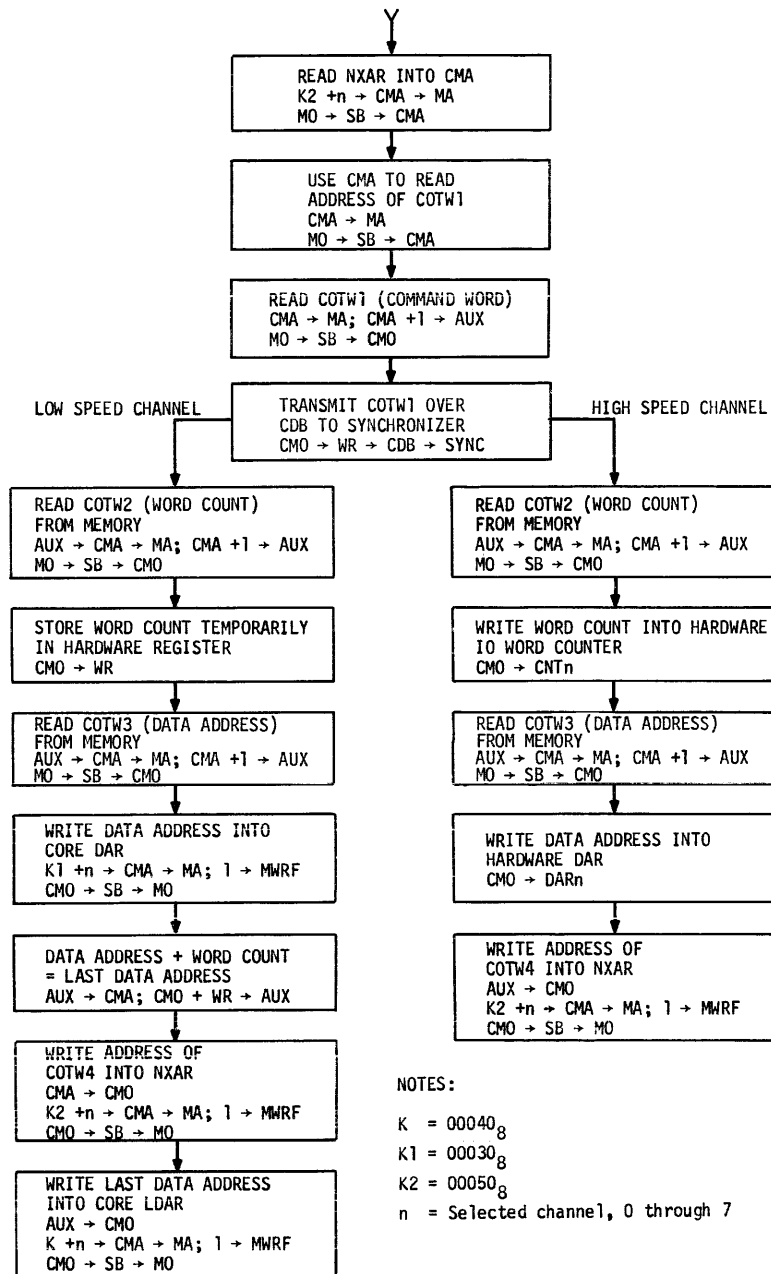 READ NXAR INTO CMA
K2 +n → CMA → MA
MO → SB → CMA
USE CMA TO READ
ADDRESS OF COTW1
CMA → MA
MO → SB → CMA
READ COTW1 (COMMAND WORD)
CMA → MA; CMA +1 → AUX
MO → SB → CMO
TRANSMIT COTW1 OVER
CDB TO SYNCHRONIZER
CMO → WR → CDB → SYNC
LOW SPEED CHANNEL
READ COTW2 (WORD COUNT)
FROM MEMORY
AUX → CMA → MA; CMA +1 → AUX
MO → SB → CMO
STORE WORD COUNT TEMPORARILY
IN HARDWARE REGISTER
CMO → WR
READ COTW3 (DATA ADDRESS)
FROM MEMORY
AUX → CMA → MA; CMA +1 → AUX
MO → SB → CMO
WRITE DATA ADDRESS INTO
CORE DAR
K1 +n → CMA → MA; 1 → MWRF
CMO → SB → MO
DATA ADDRESS + WORD COUNT
= LAST DATA ADDRESS
AUX → CMA; CMO + WR → AUX
WRITE ADDRESS OF
COTW4 INTO NXAR
CMA → CMO
K2 +n → CMA → MA; 1 → MWRF
CMO → SB → MO
WRITE LAST DATA ADDRESS
INTO CORE LDAR
AUX → CMO
K +n → CMA → MA; 1 → MWRF
CMO → SB → MO
HIGH SPEED CHANNEL
READ COTW2 (WORD COUNT)
FROM MEMORY
AUX → CMA → MA; CMA +1 → AUX
MO → SB → CMO
WRITE WORD COUNT INTO HARDWARE
IO WORD COUNTER
CMO → CNTn
READ COTW3 (DATA ADDRESS)
FROM MEMORY
AUX → CMA → MA; CMA +1 → AUX
MO → SB → CMO
WRITE DATA ADDRESS INTO
HARDWARE DAR
CMO → DARn
WRITE ADDRESS OF
COTW4 INTO NXAR
AUX → CMO
K2 +n → CMA → MA; 1 → MWRF
CMO → SB → MO
NOTES:
K = 00040₈
K1 = 00030₈
K2 = 00050₈
n = Selected channel, 0 through 7